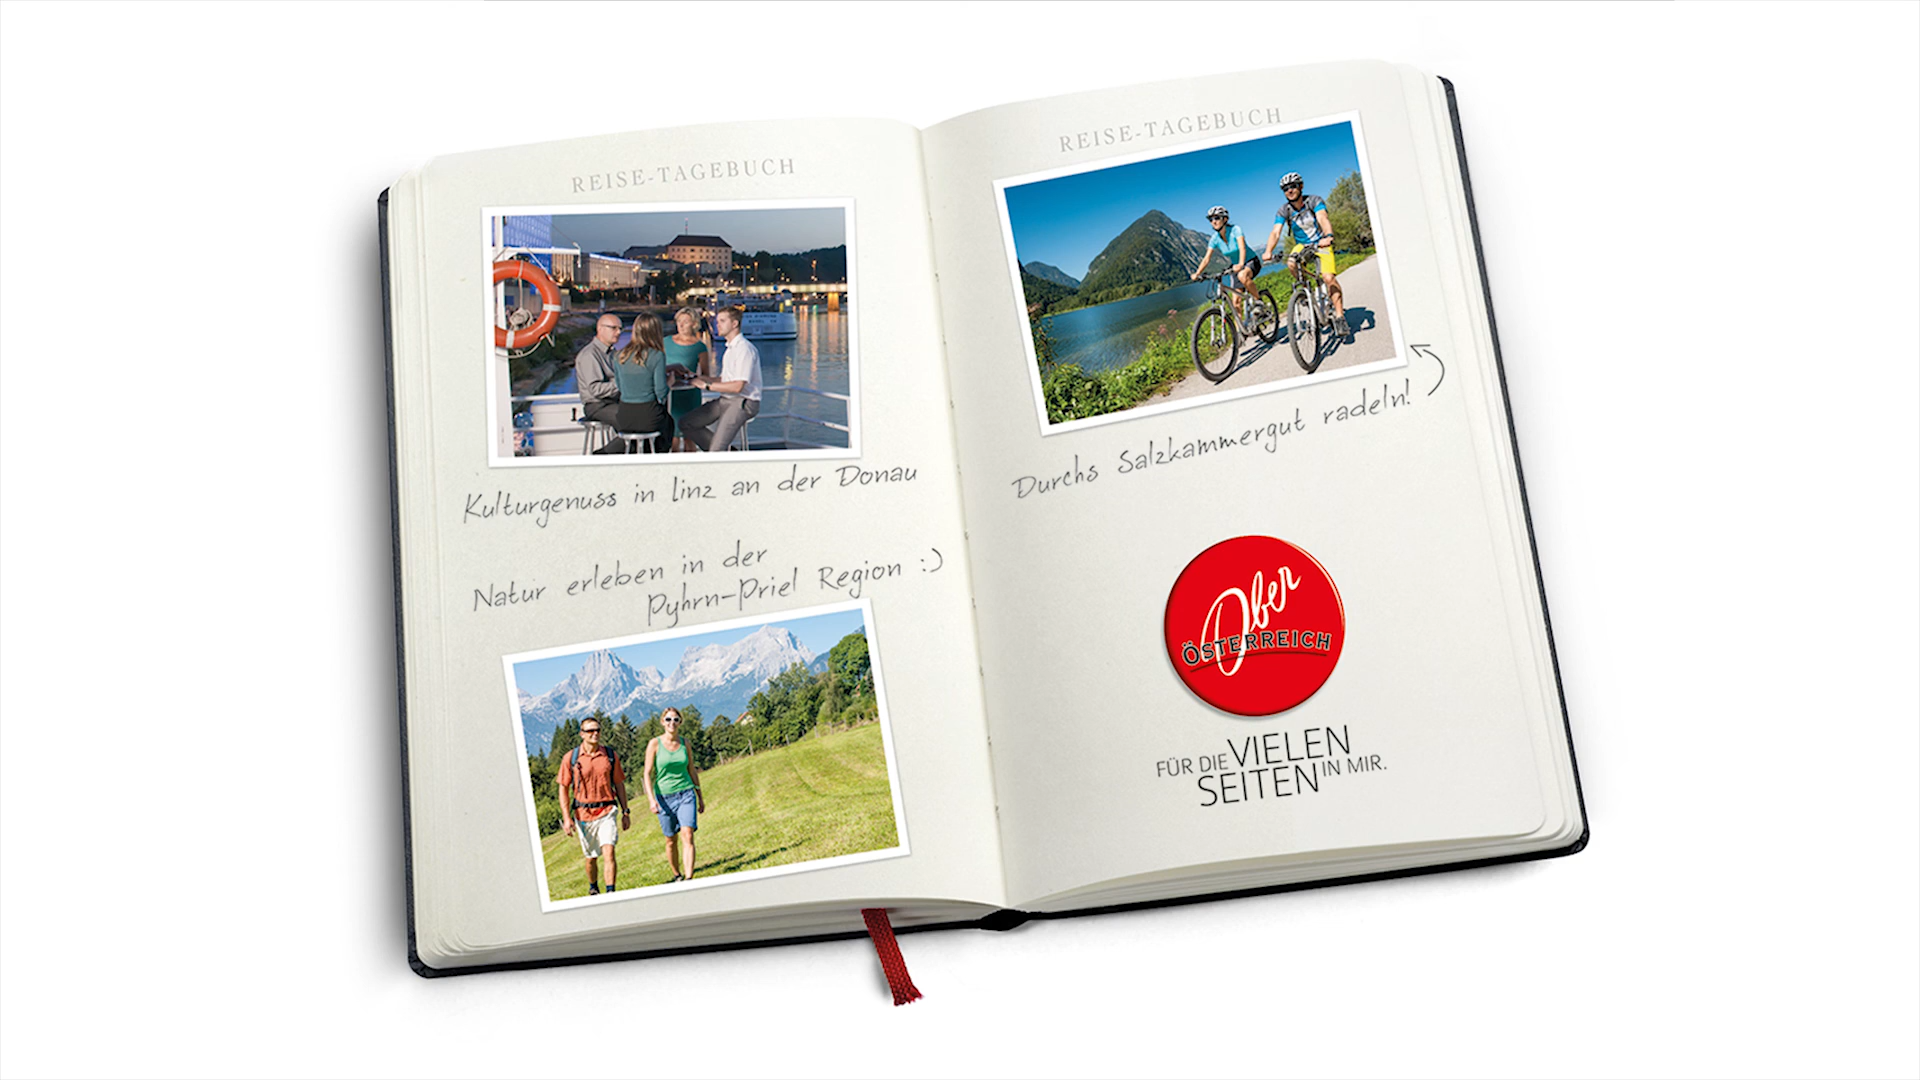 REISE-TAGEBUCH
Kulturgenuss in Linz an der Donau
Natur erleben in der
Pyhrn-Priel Region :)
REISE-TAGEBUCH
Durchs Salzkammergut radeln!
Ober
ÖSTERREICH
FÜR DIE VIELEN
SEITEN IN MIR.